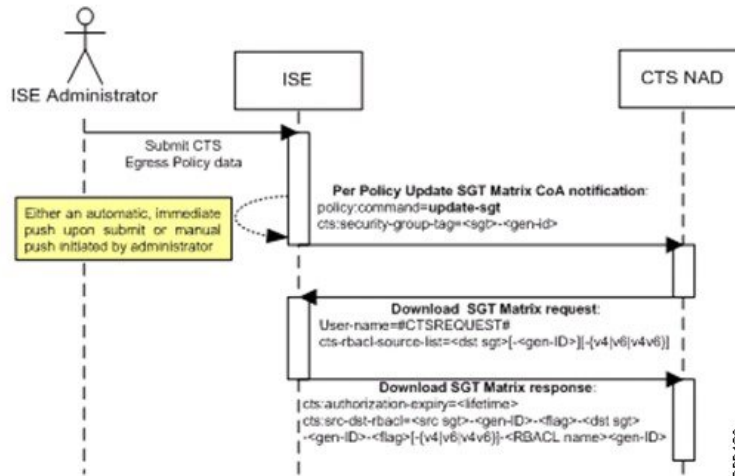 ISE Administrator
ISE
CTS NAD
Submit CTS
Egress Policy data
Either an automatic, immediate
push upon submit or manual
push initiated by administrator
Per Policy Update SGT Matrix CoA notification:
policy:command=update-sgt
cts:security-group-tag=<sgt>-<gen-id>
Download SGT Matrix request:
User-name=#CTSREQUEST#
cts-rbacl-source-list=<dst sgt>[-<gen-ID>][-{v4|v6|v4v6}]
Download SGT Matrix response:
cts:authorization-expiry=<lifetime>
cts:src-dst-rbacl=<src sgt>-<gen-ID>-<flag>-<dst sgt>
-<gen-ID>-<flag>[-{v4|v6|v4v6}]-<RBACL name><gen-ID>